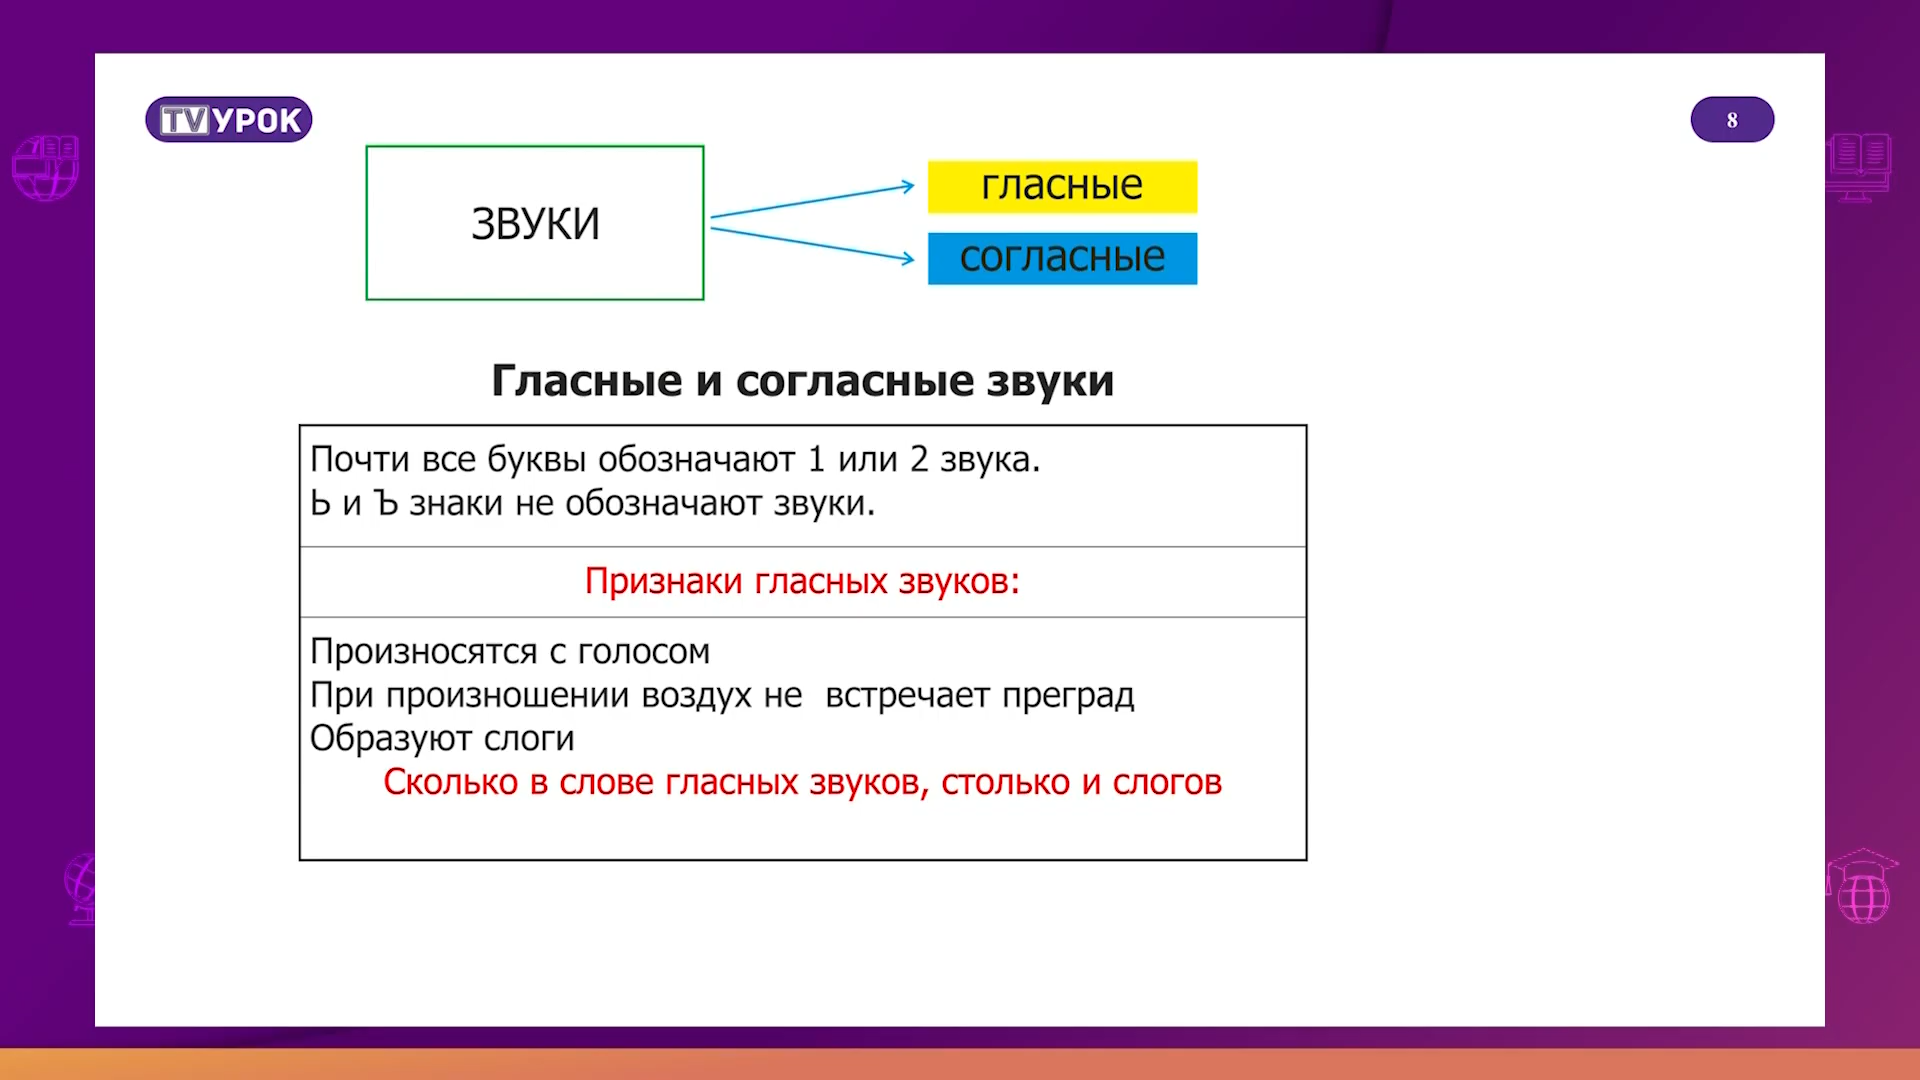 TVУРОК
8
ЗВУКИ
гласные
согласные
Гласные и согласные звуки
Почти все буквы обозначают 1 или 2 звука.
Ь и Ъ знаки не обозначают звуки.
Признаки гласных звуков:
Произносятся с голосом
При произношении воздух не  встречает преград
Образуют слоги
Сколько в слове гласных звуков, столько и слогов